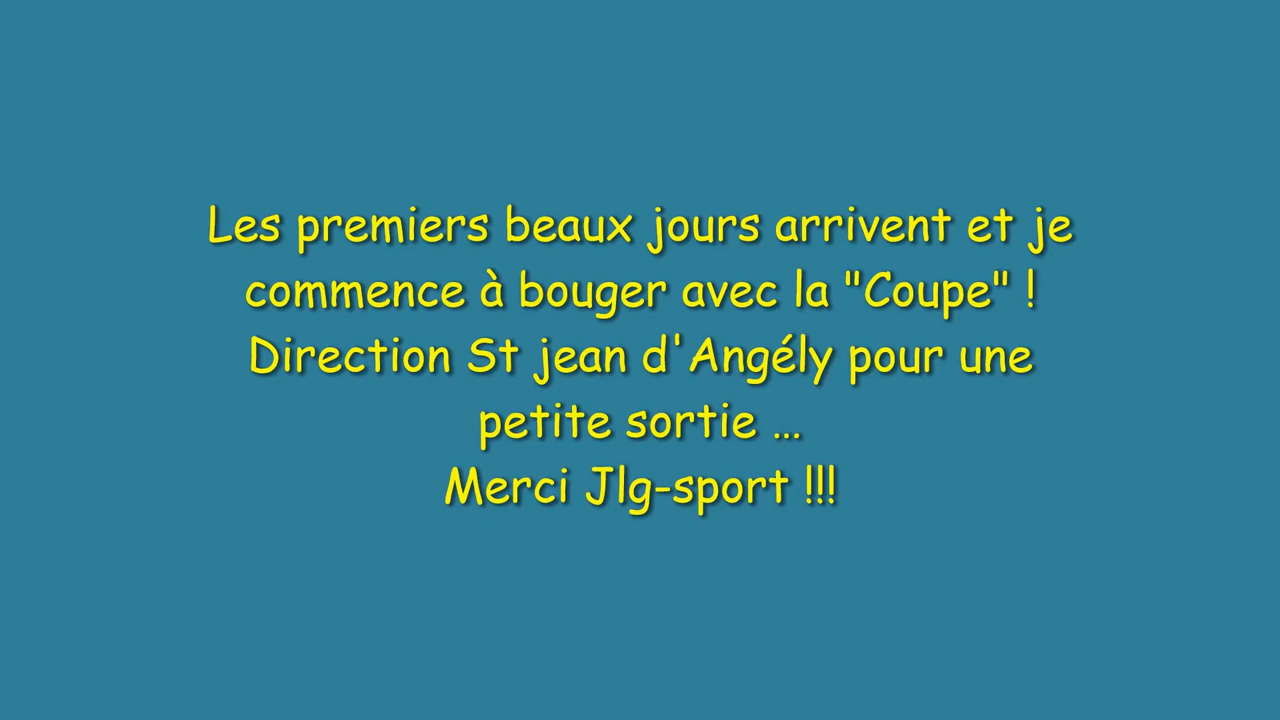 Les premiers beaux jours arrivent et je
commence à bouger avec la "Coupe" !
Direction St jean d'Angély pour une
petite sortie ...
Merci Jlg-sport !!!